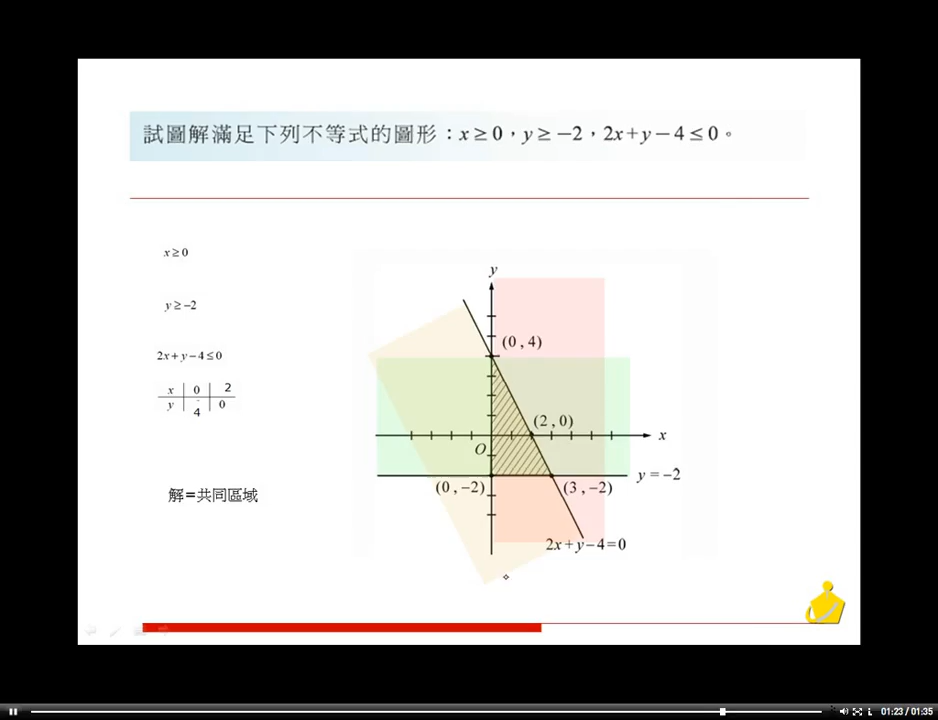 試圖解滿足下列不等式的圖形：x ≥ 0，y ≥ −2，2x+y−4 ≤ 0。
x ≥ 0
y ≥ −2
2x+y−4 ≤ 0
x 0 2
y 4 0
解=共同區域
y
(0 , 4)
(2 , 0)
x
O
y = −2
(0 , −2)
(3 , −2)
2x+y−4=0
01:23 / 01:35